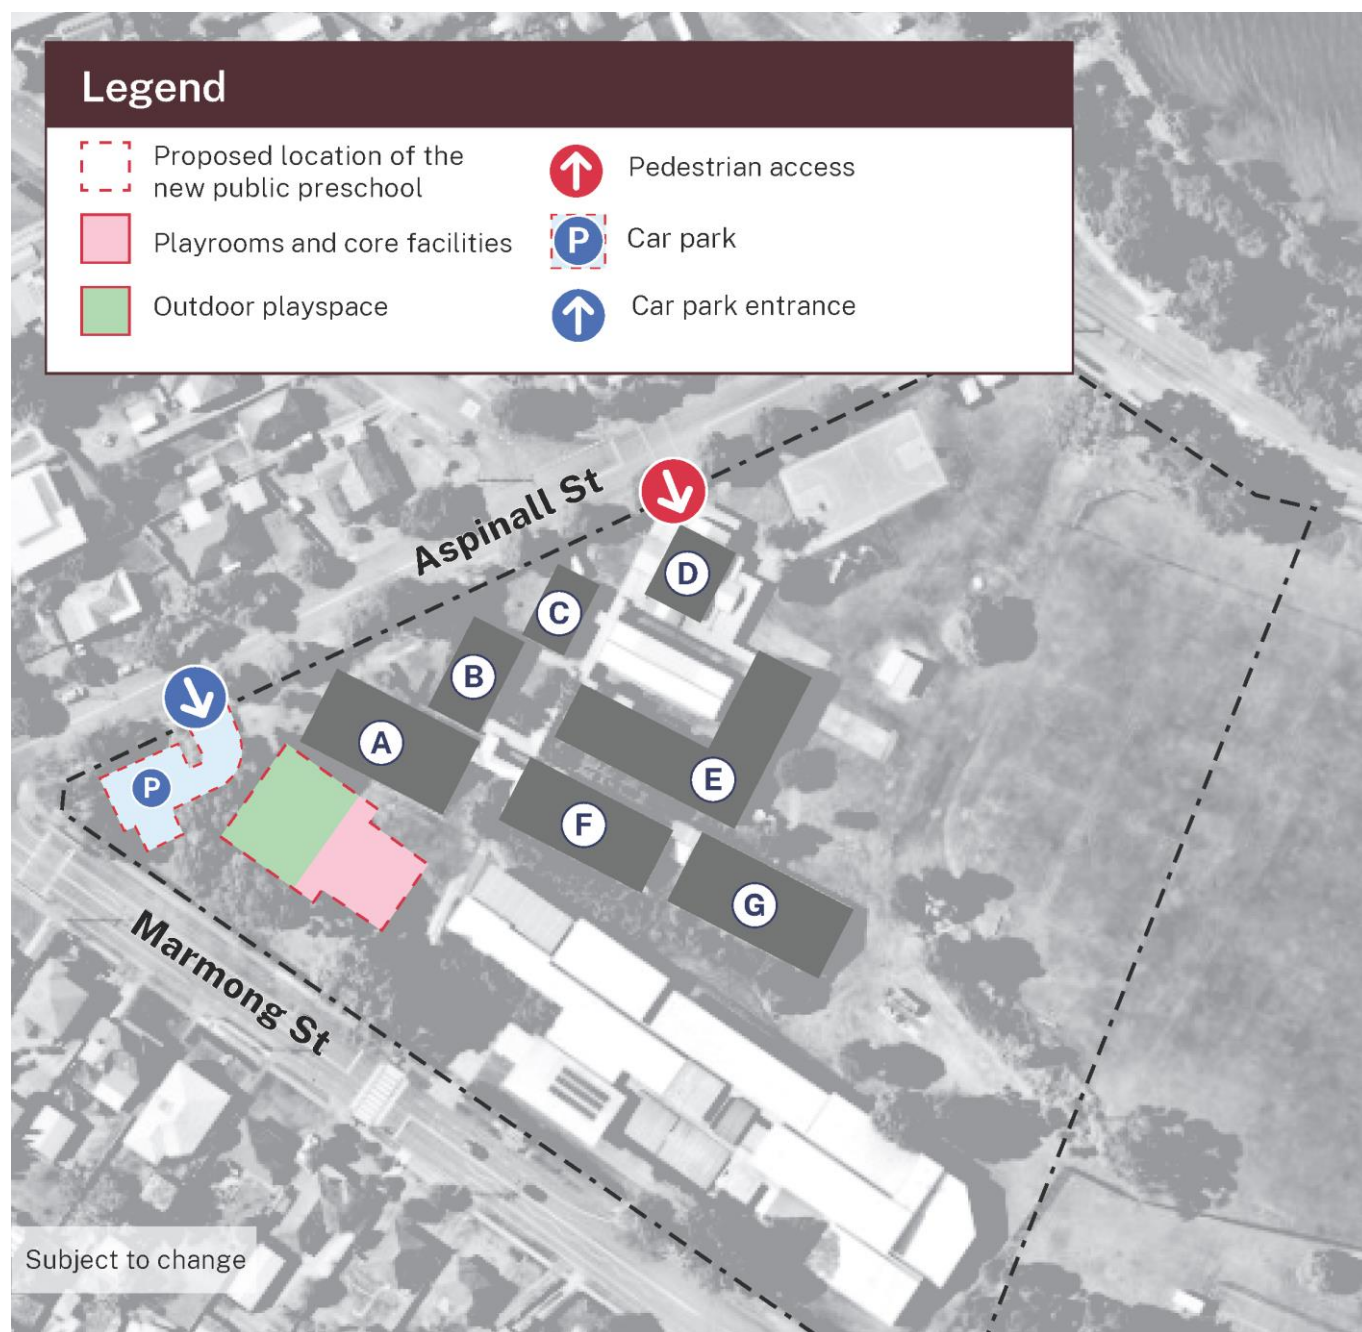 Legend
Proposed location of the
new public preschool
Playrooms and core facilities
Outdoor playspace
Pedestrian access
P
Car park
Car park entrance
Aspinall St
D
C
B
A
E
P
F
G
Marmong St
Subject to change